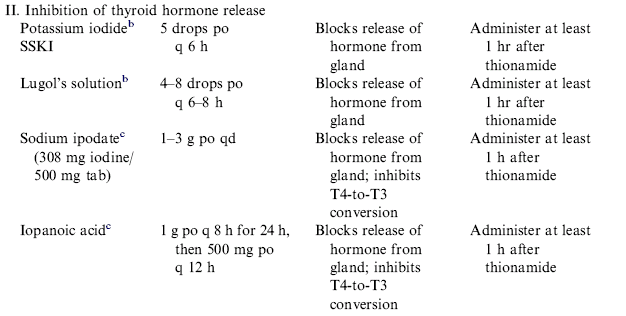 II. Inhibition of thyroid hormone release
Potassium iodideᵇ 5 drops po Blocks release of Administer at least
SSKI q 6 h hormone from 1 hr after
gland thionamide
Lugol's solutionᵇ 4–8 drops po Blocks release of Administer at least
q 6–8 h hormone from 1 hr after
gland thionamide
Sodium ipodateᶜ 1–3 g po qd Blocks release of Administer at least
(308 mg iodine/ hormone from 1 h after
500 mg tab) gland; inhibits thionamide
T4-to-T3
conversion
Iopanoic acidᶜ 1 g po q 8 h for 24 h, Blocks release of Administer at least
then 500 mg po hormone from 1 h after
q 12 h gland; inhibits thionamide
T4-to-T3
conversion